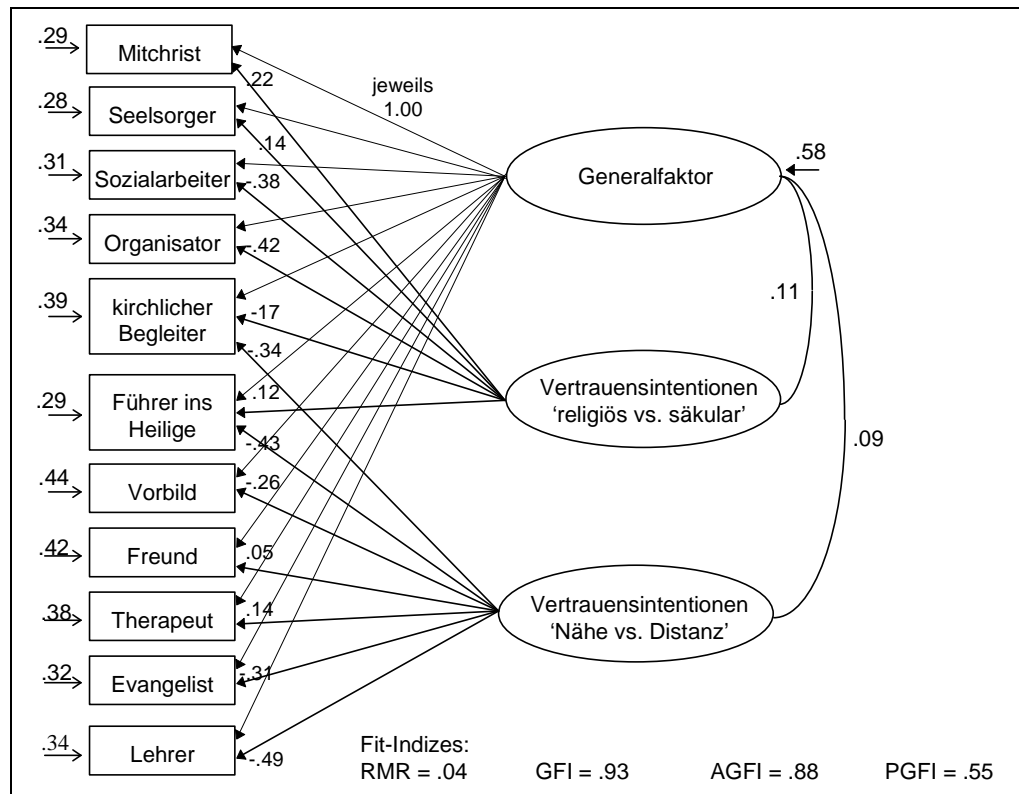 .29
Mitchrist
.22
jeweils
1.00
.28
Seelsorger
.14
.31
Sozialarbeiter
-.38
Generalfaktor
.58
.34
Organisator
-.42
.39
kirchlicher
Begleiter
-17
-.34
.11
.29
Führer ins
Heilige
.12
-.43
Vertrauensintentionen
‘religiös vs. säkular’
.09
.44
Vorbild
-.26
.42
Freund
.05
.38
Therapeut
.14
Vertrauensintentionen
‘Nähe vs. Distanz’
.32
Evangelist
-.31
.34
Lehrer
-.49
Fit-Indizes:
RMR = .04 GFI = .93 AGFI = .88 PGFI = .55